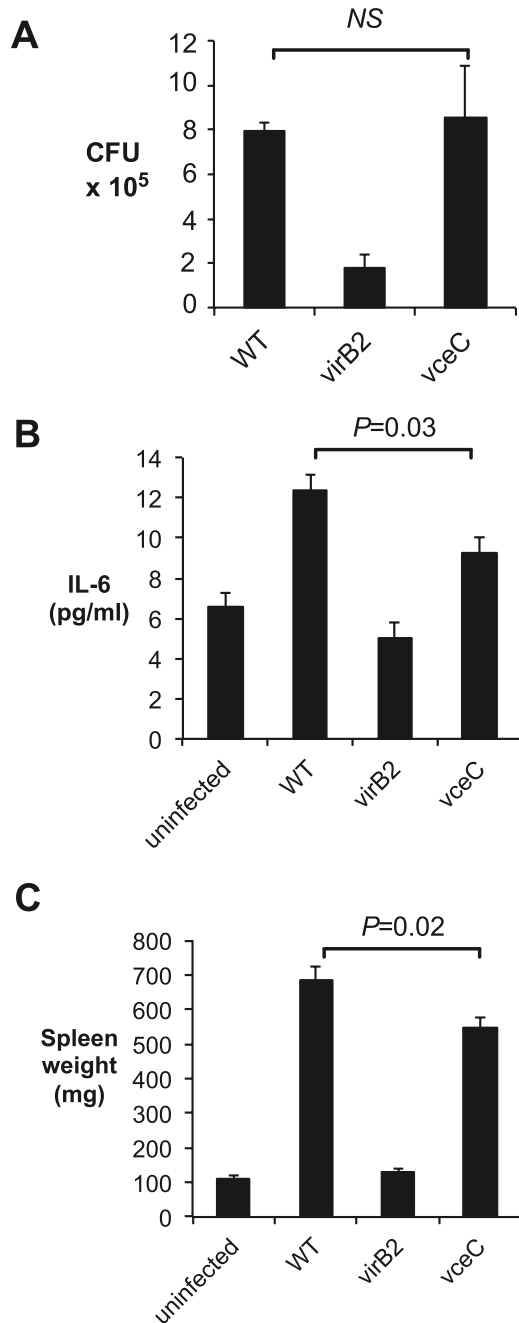 A
NS
CFU
x 10⁵
12
10
8
6
4
2
0
WT
virB2
vceC
B
P=0.03
IL-6
(pg/ml)
14
12
10
8
6
4
2
0
uninfected
WT
virB2
vceC
C
P=0.02
Spleen
weight
(mg)
800
700
600
500
400
300
200
100
0
uninfected
WT
virB2
vceC